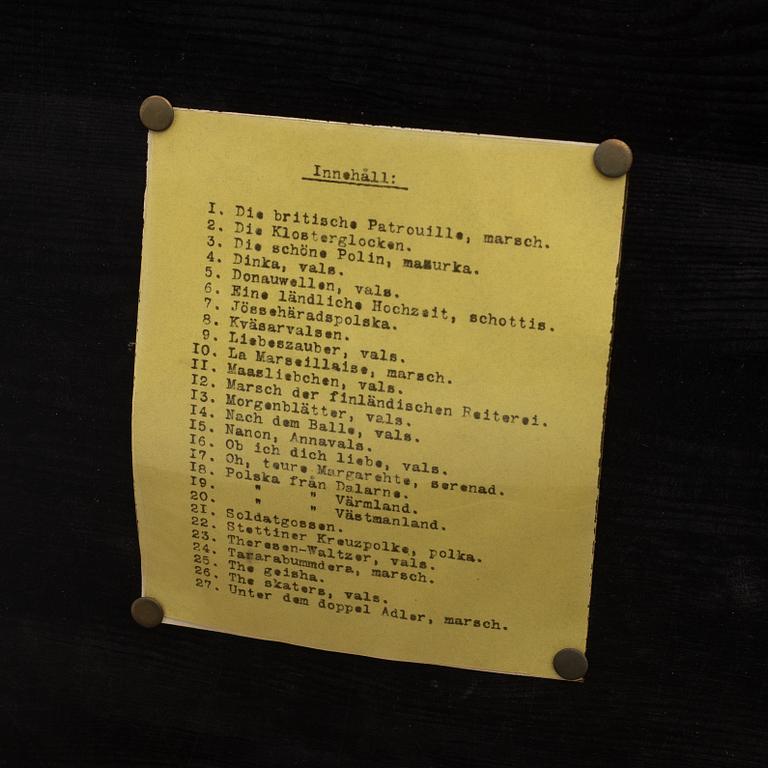 Innehåll:
I. Die britische Patrouille, marsch.
2. Die Klosterglocken.
3. Die schöne Polin, mazurka.
4. Dinka, vals.
5. Donauwellen, vals.
6. Eine ländliche Hochzeit, schottis.
7. Jössehäradspolska.
8. Kväsarvalsen.
9. Liebeszauber, vals.
IO. La Marseillaise, marsch.
II. Maasliebchen, vals.
I2. Marsch der finländischen Reiterei.
I3. Morgenblätter, vals.
I4. Nach dem Balle, vals.
I5. Nanon, Annavals.
I6. Ob ich dich liebe, vals.
I7. Oh, teure Margarehte, serenad.
I8. Polska från Dalarne.
I9. " " Värmland.
20. " " Västmanland.
2I. Soldatgossen.
22. Stettiner Kreuzpolke, polka.
23. Theresen-Waltzer, vals.
24. Tararabummdera, marsch.
25. The geisha.
26. The skaters, vals.
27. Unter dem doppel Adler, marsch.